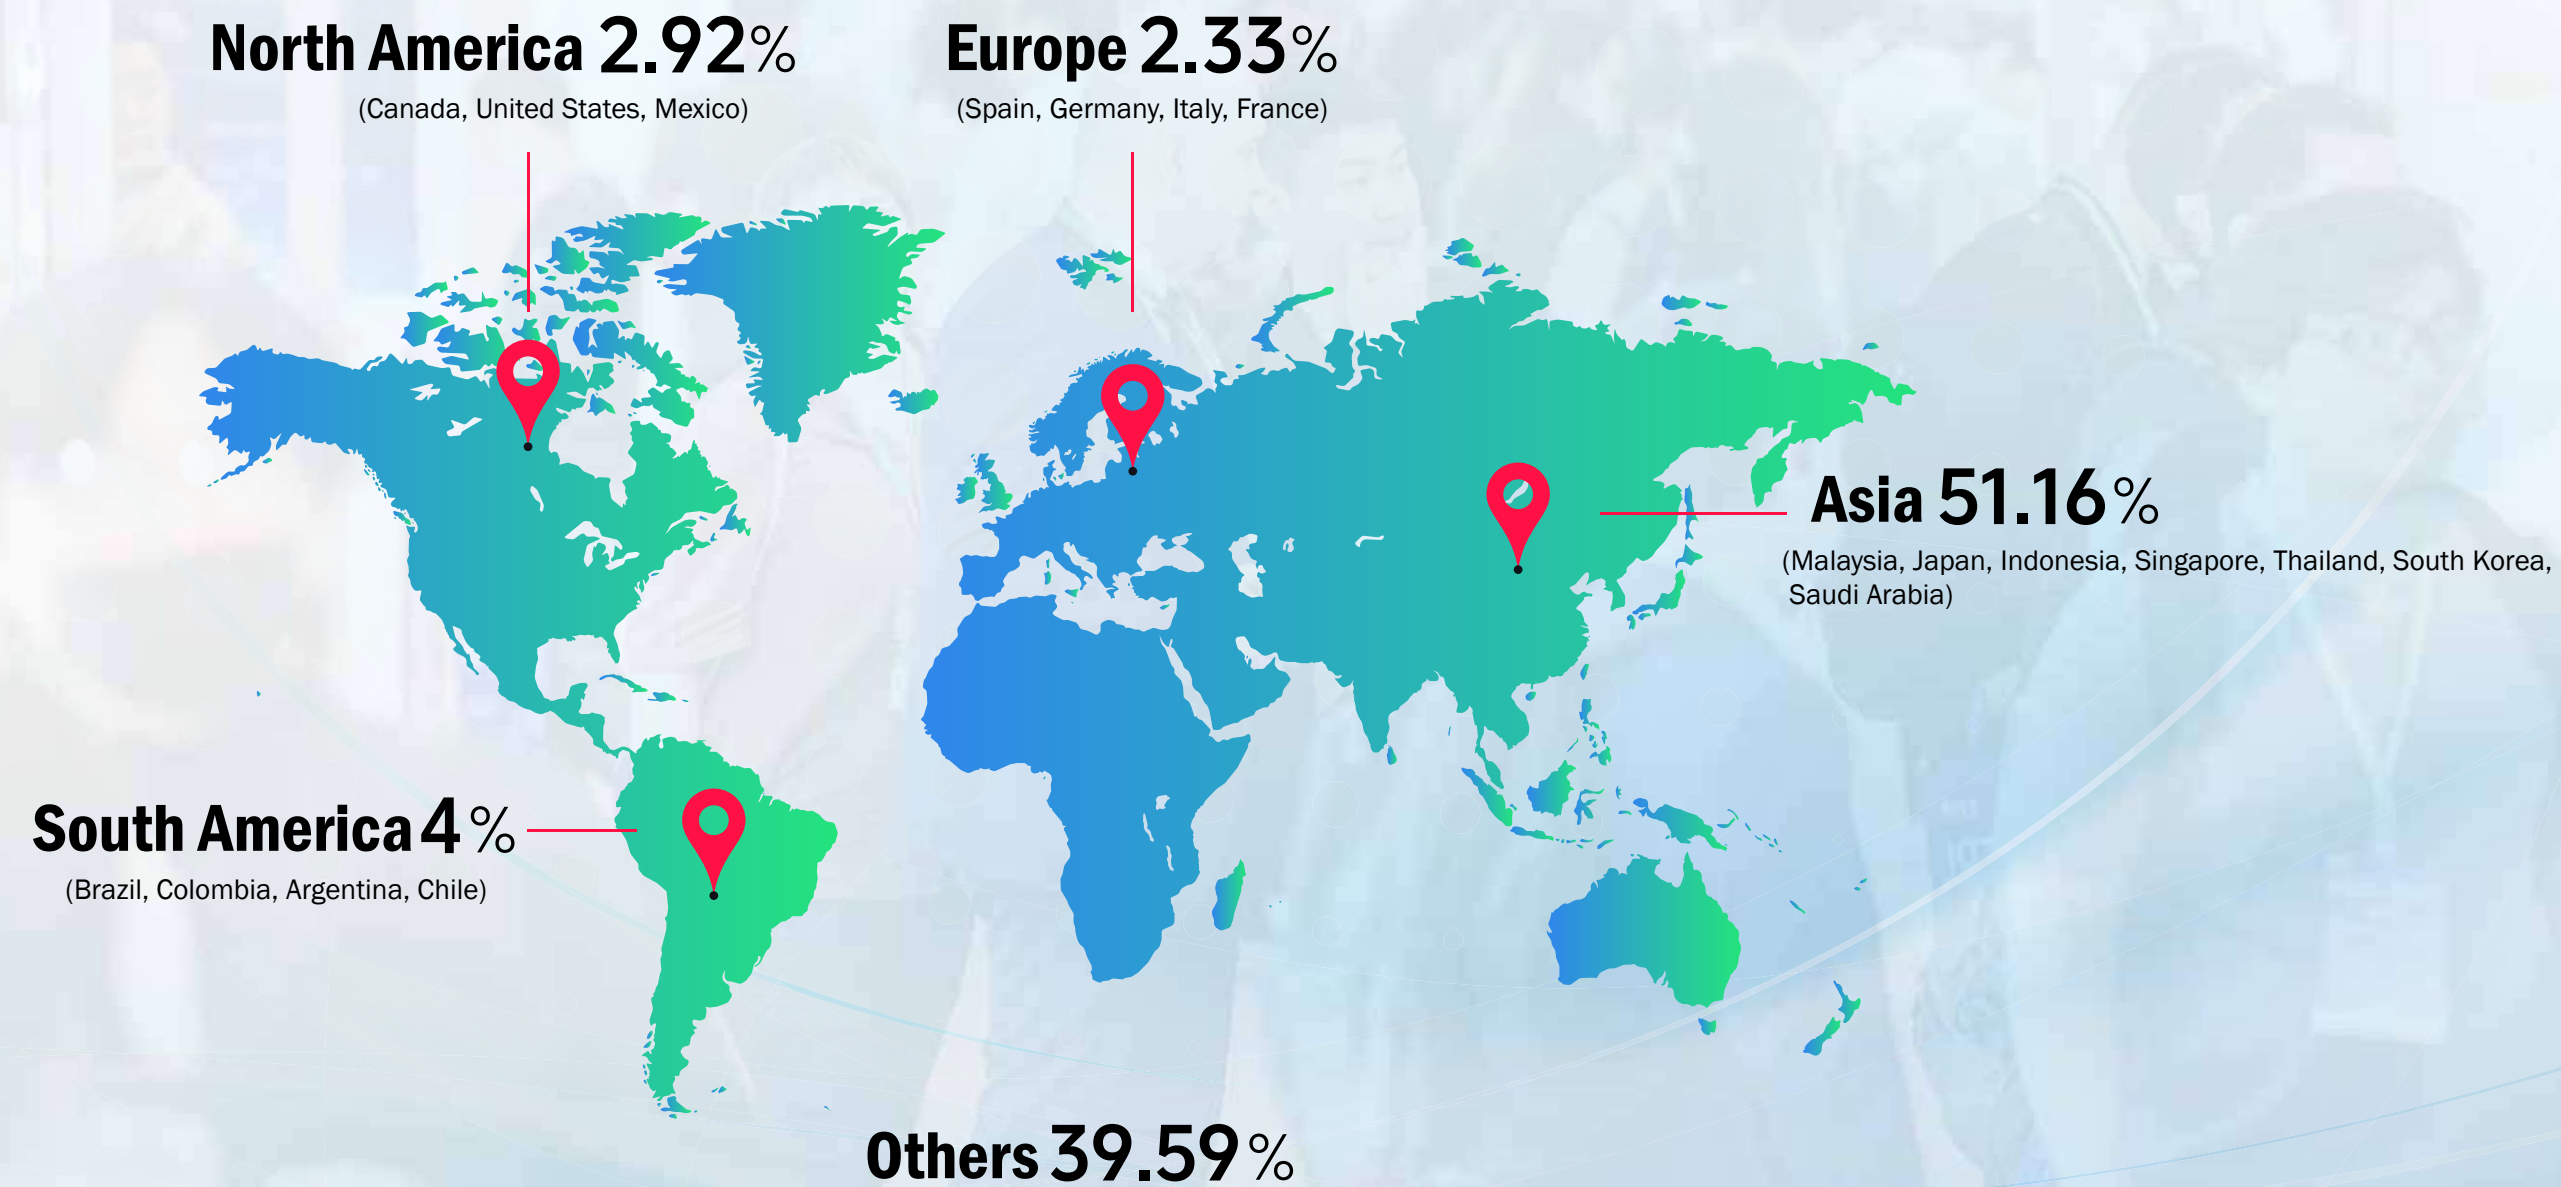 North America 2.92%
(Canada, United States, Mexico)
Europe 2.33%
(Spain, Germany, Italy, France)
Asia 51.16%
(Malaysia, Japan, Indonesia, Singapore, Thailand, South Korea,
Saudi Arabia)
South America 4%
(Brazil, Colombia, Argentina, Chile)
Others 39.59%